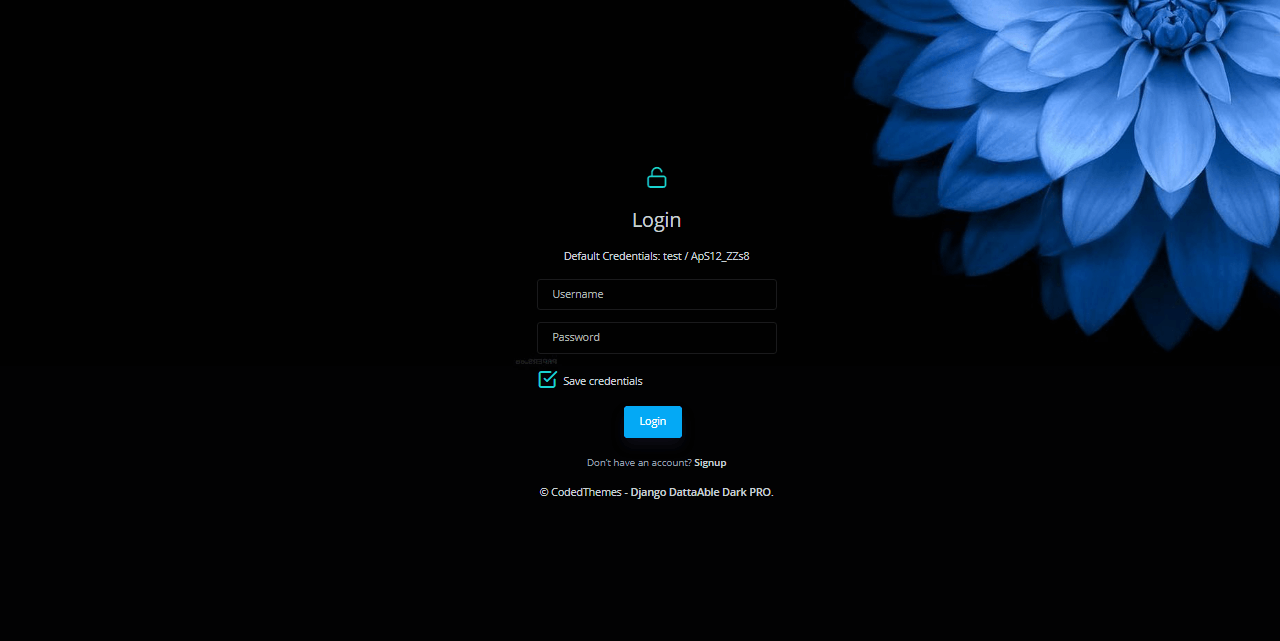 Login
Default Credentials: test / ApS12_ZZs8
Username
Password
Save credentials
Login
Don't have an account? Signup
© CodedThemes - Django DattaAble Dark PRO.